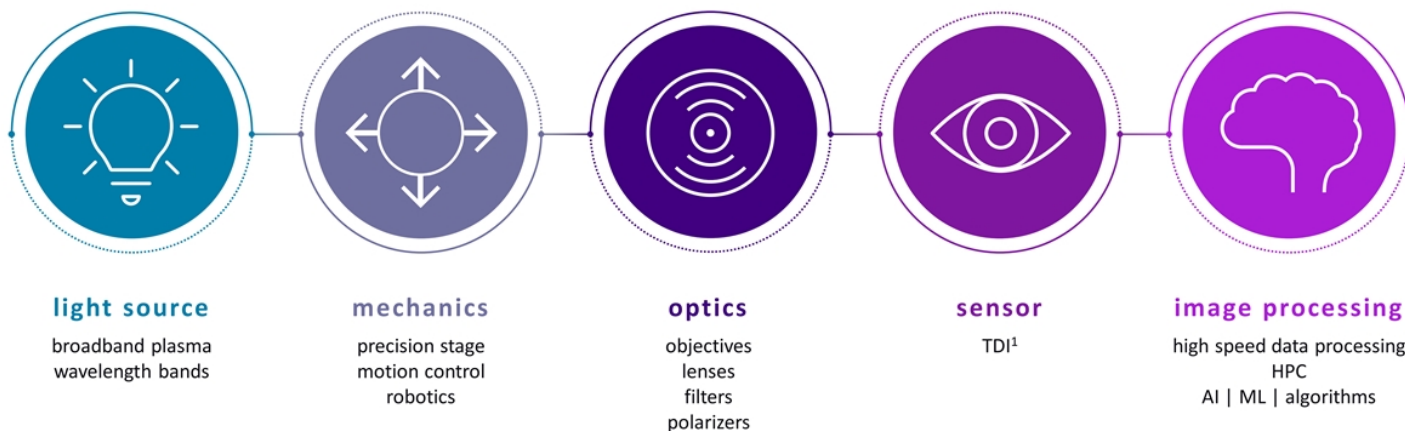 light source
broadband plasma
wavelength bands
mechanics
precision stage
motion control
robotics
optics
objectives
lenses
filters
polarizers
sensor
TDI¹
image processing
high speed data processing
HPC
AI | ML | algorithms